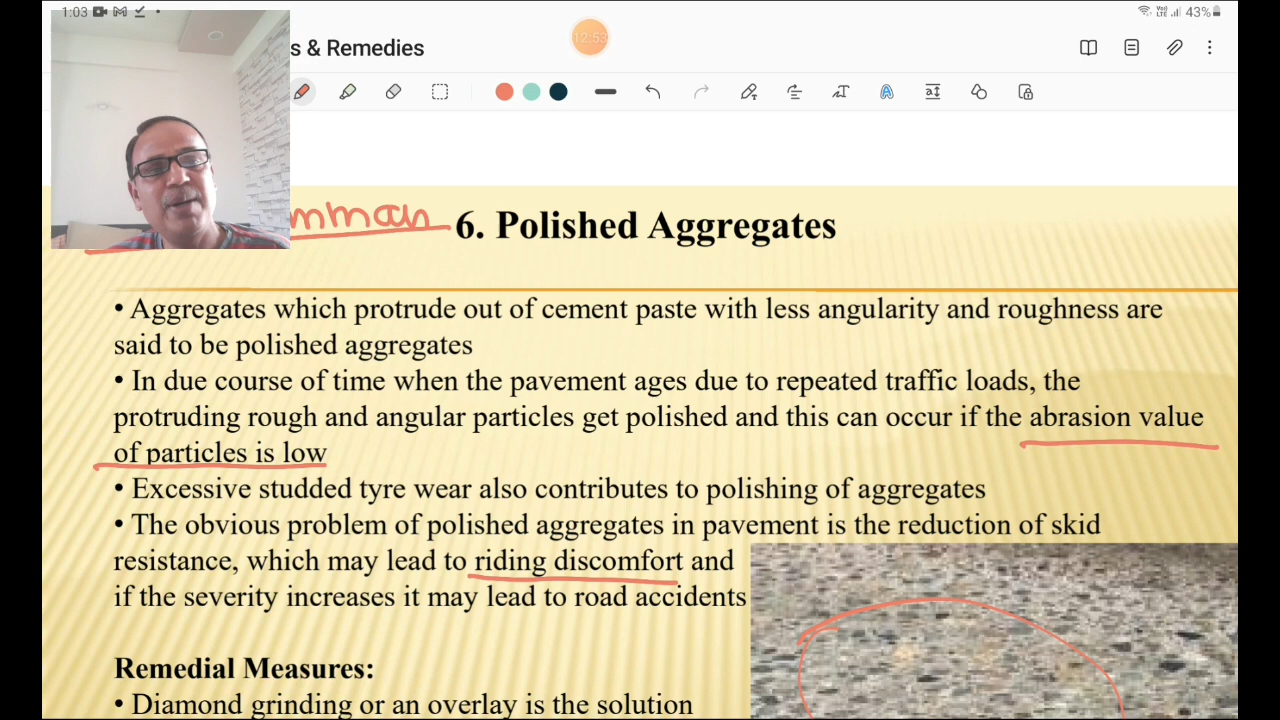 1:03
VoD
LTE
43%
s & Remedies
12:53
mmon
6. Polished Aggregates
• Aggregates which protrude out of cement paste with less angularity and roughness are
said to be polished aggregates
• In due course of time when the pavement ages due to repeated traffic loads, the
protruding rough and angular particles get polished and this can occur if the abrasion value
of particles is low
• Excessive studded tyre wear also contributes to polishing of aggregates
• The obvious problem of polished aggregates in pavement is the reduction of skid
resistance, which may lead to riding discomfort and
if the severity increases it may lead to road accidents
Remedial Measures:
• Diamond grinding or an overlay is the solution